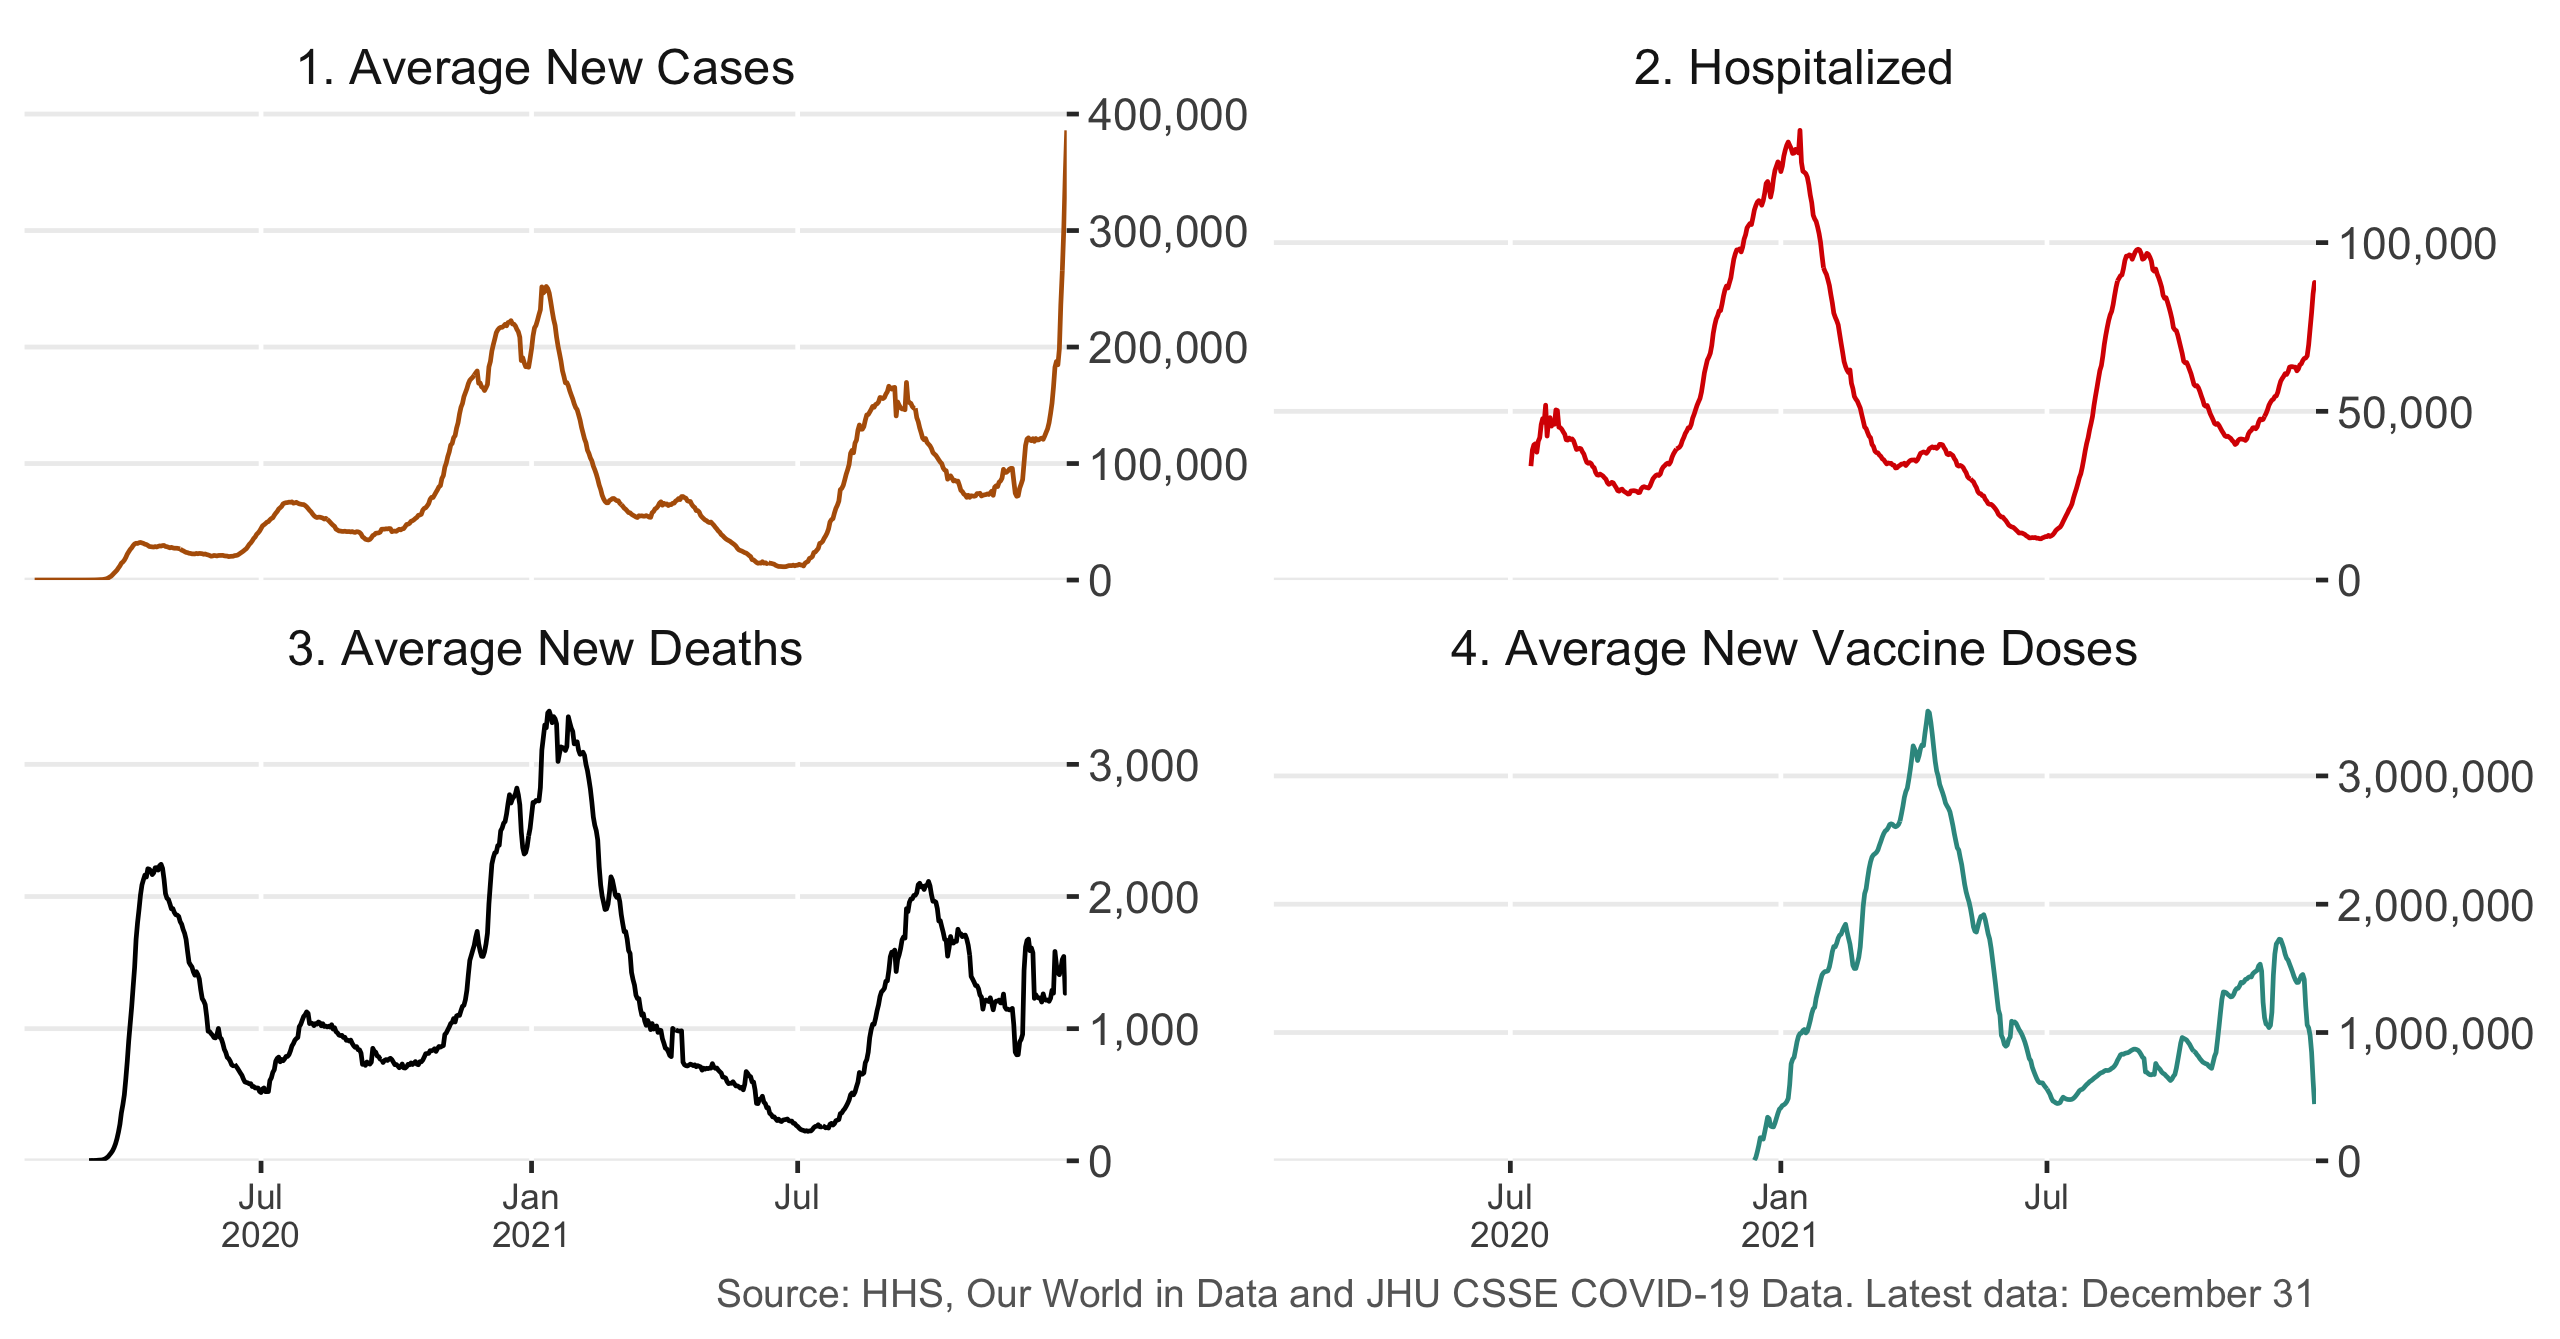 1. Average New Cases
400,000
300,000
200,000
100,000
0
2. Hospitalized
100,000
50,000
0
3. Average New Deaths
3,000
2,000
1,000
0
Jul
2020
Jan
2021
Jul
4. Average New Vaccine Doses
3,000,000
2,000,000
1,000,000
0
Jul
2020
Jan
2021
Jul
Source: HHS, Our World in Data and JHU CSSE COVID-19 Data. Latest data: December 31